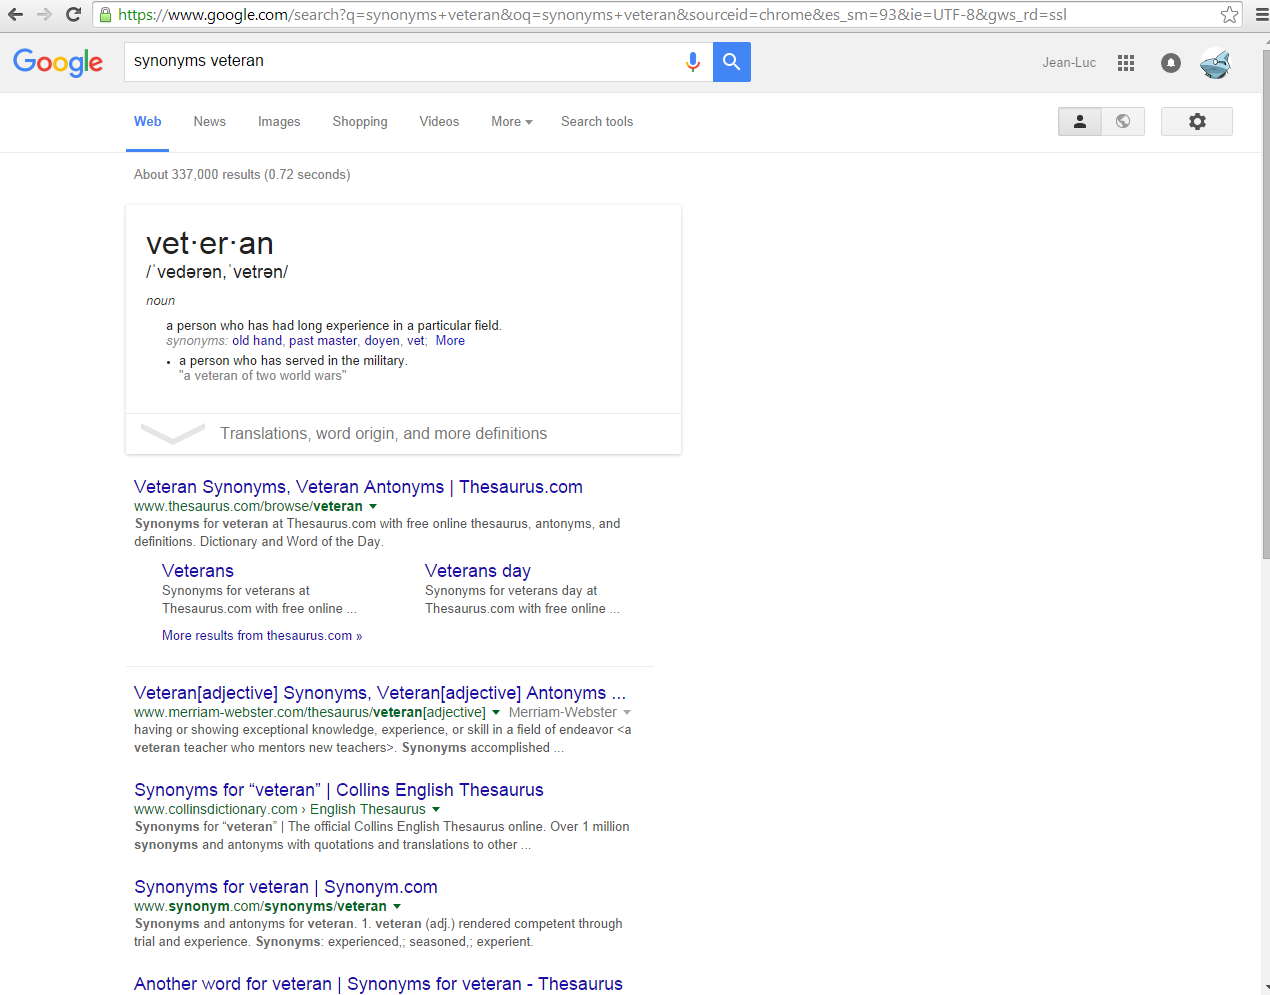 https://www.google.com/search?q=synonyms+veteran&oq=synonyms+veteran&sourceid=chrome&es_sm=93&ie=UTF-8&gws_rd=ssl
Google synonyms veteran Jean-Luc
Web News Images Shopping Videos More Search tools
About 337,000 results (0.72 seconds)
vet·er·an
/ˈvedərən,ˈvetrən/
noun
a person who has had long experience in a particular field.
synonyms: old hand, past master, doyen, vet; More
• a person who has served in the military.
"a veteran of two world wars"
Translations, word origin, and more definitions
Veteran Synonyms, Veteran Antonyms | Thesaurus.com
www.thesaurus.com/browse/veteran
Synonyms for veteran at Thesaurus.com with free online thesaurus, antonyms, and
definitions. Dictionary and Word of the Day.
Veterans Veterans day
Synonyms for veterans at Synonyms for veterans day at
Thesaurus.com with free online ... Thesaurus.com with free online ...
More results from thesaurus.com »
Veteran[adjective] Synonyms, Veteran[adjective] Antonyms ...
www.merriam-webster.com/thesaurus/veteran[adjective] Merriam-Webster
having or showing exceptional knowledge, experience, or skill in a field of endeavor <a
veteran teacher who mentors new teachers>. Synonyms accomplished ...
Synonyms for “veteran” | Collins English Thesaurus
www.collinsdictionary.com › English Thesaurus
Synonyms for “veteran” | The official Collins English Thesaurus online. Over 1 million
synonyms and antonyms with quotations and translations to other ...
Synonyms for veteran | Synonym.com
www.synonym.com/synonyms/veteran
Synonyms and antonyms for veteran. 1. veteran (adj.) rendered competent through
trial and experience. Synonyms: experienced,; seasoned,; experient.
Another word for veteran | Synonyms for veteran - Thesaurus